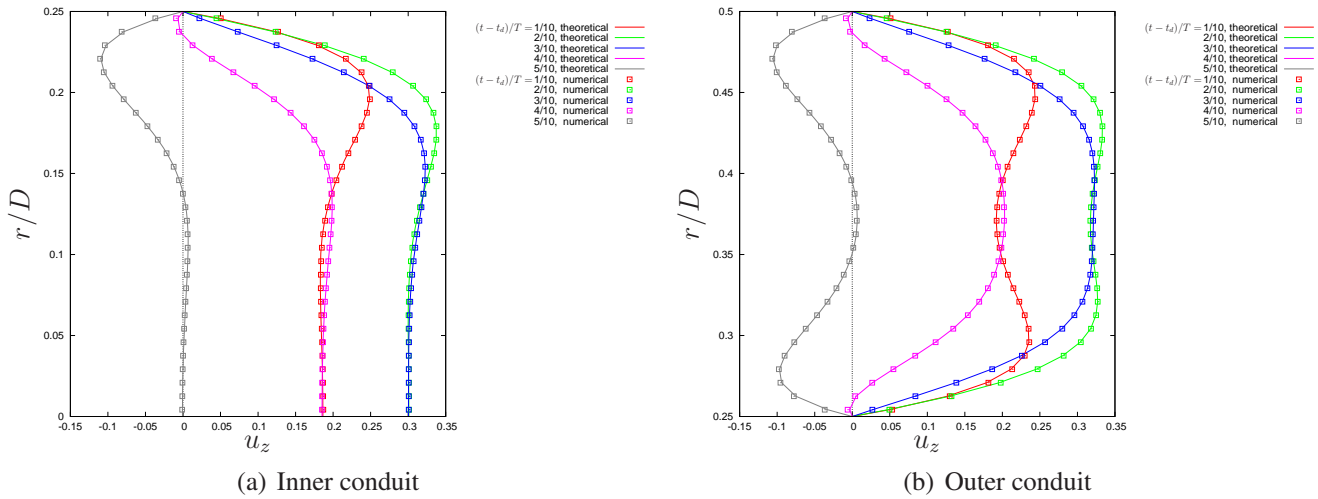 0.25
0.2
0.15
0.1
0.05
0
r/D
-0.15 -0.1 -0.05 0 0.05 0.1 0.15 0.2 0.25 0.3 0.35
u_z
(t − t_d)/T = 1/10, theoretical
2/10, theoretical
3/10, theoretical
4/10, theoretical
5/10, theoretical
(t − t_d)/T = 1/10, numerical
2/10, numerical
3/10, numerical
4/10, numerical
5/10, numerical
(a) Inner conduit
0.5
0.45
0.4
0.35
0.3
0.25
r/D
-0.15 -0.1 -0.05 0 0.05 0.1 0.15 0.2 0.25 0.3 0.35
u_z
(t − t_d)/T = 1/10, theoretical
2/10, theoretical
3/10, theoretical
4/10, theoretical
5/10, theoretical
(t − t_d)/T = 1/10, numerical
2/10, numerical
3/10, numerical
4/10, numerical
5/10, numerical
(b) Outer conduit